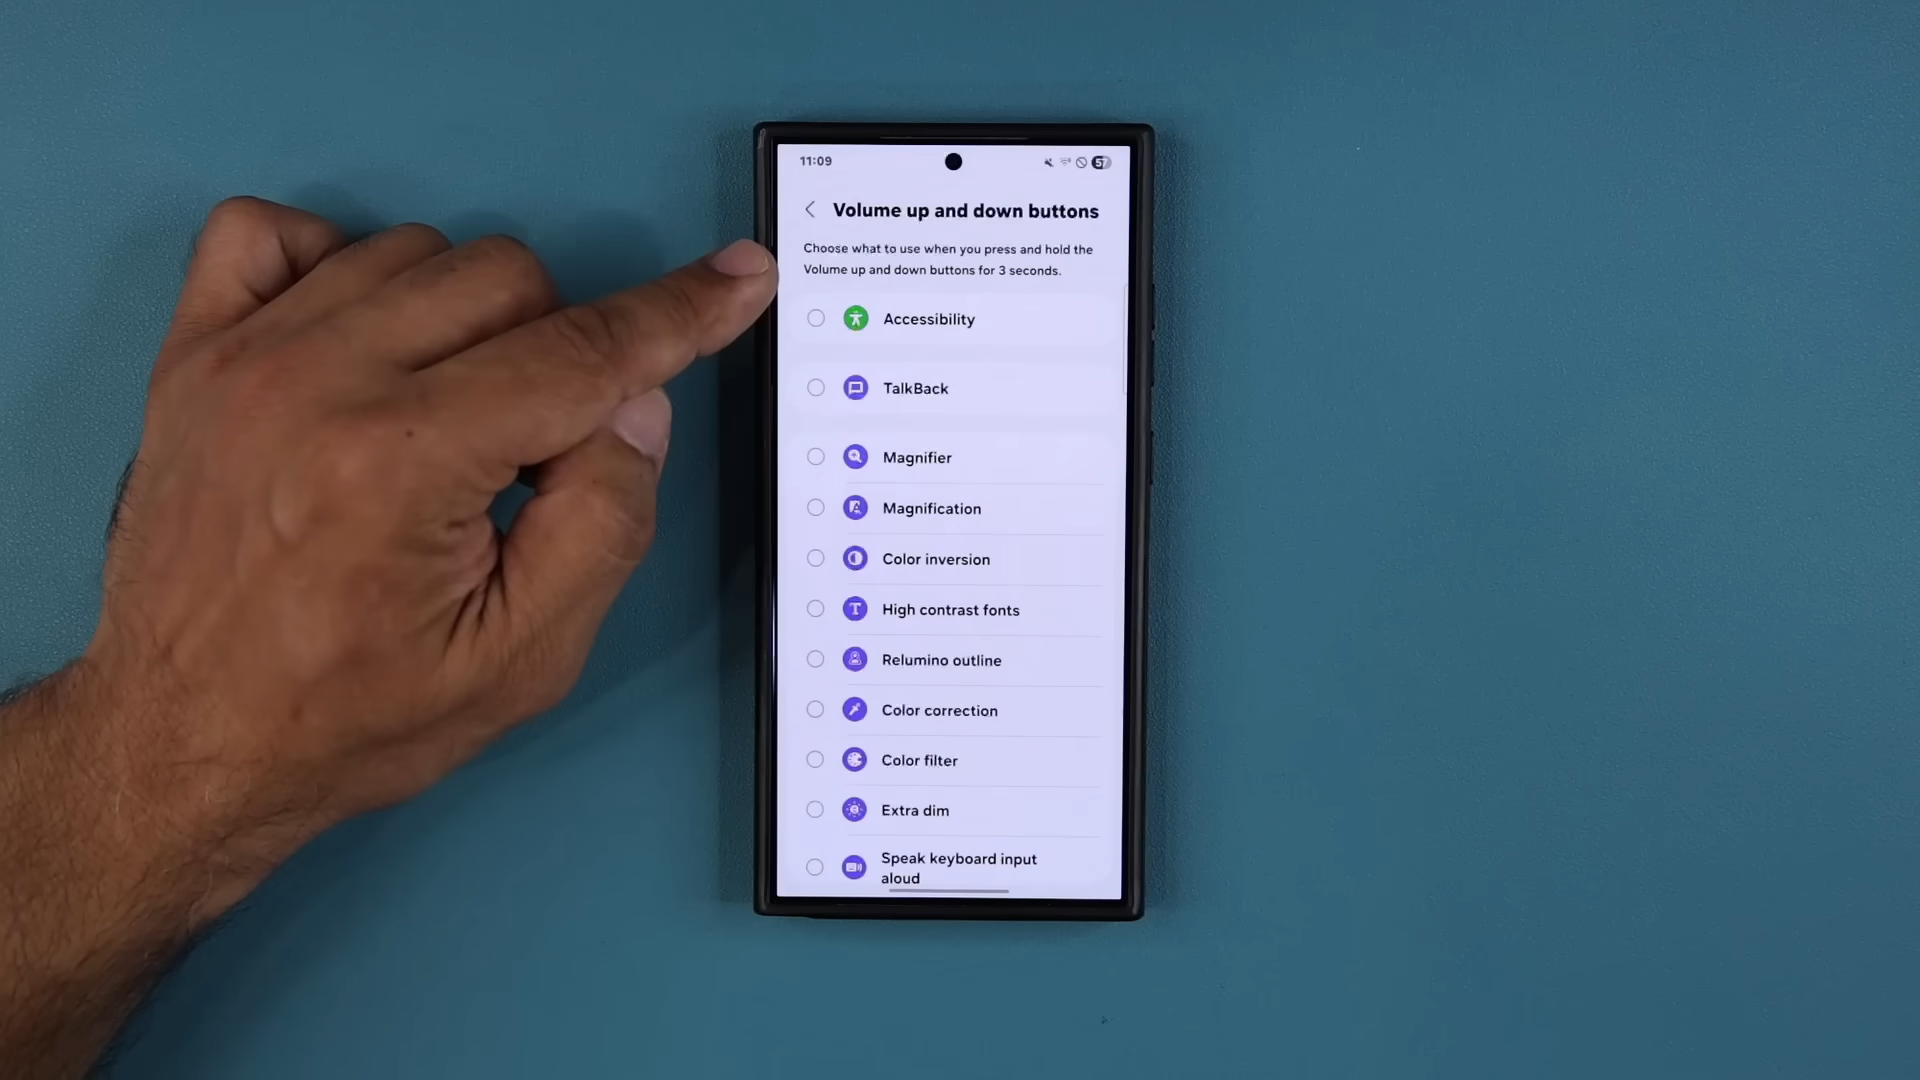 11:09
57
Volume up and down buttons
Choose what to use when you press and hold the
Volume up and down buttons for 3 seconds.
Accessibility
TalkBack
Magnifier
Magnification
Color inversion
High contrast fonts
Relumino outline
Color correction
Color filter
Extra dim
Speak keyboard input
aloud